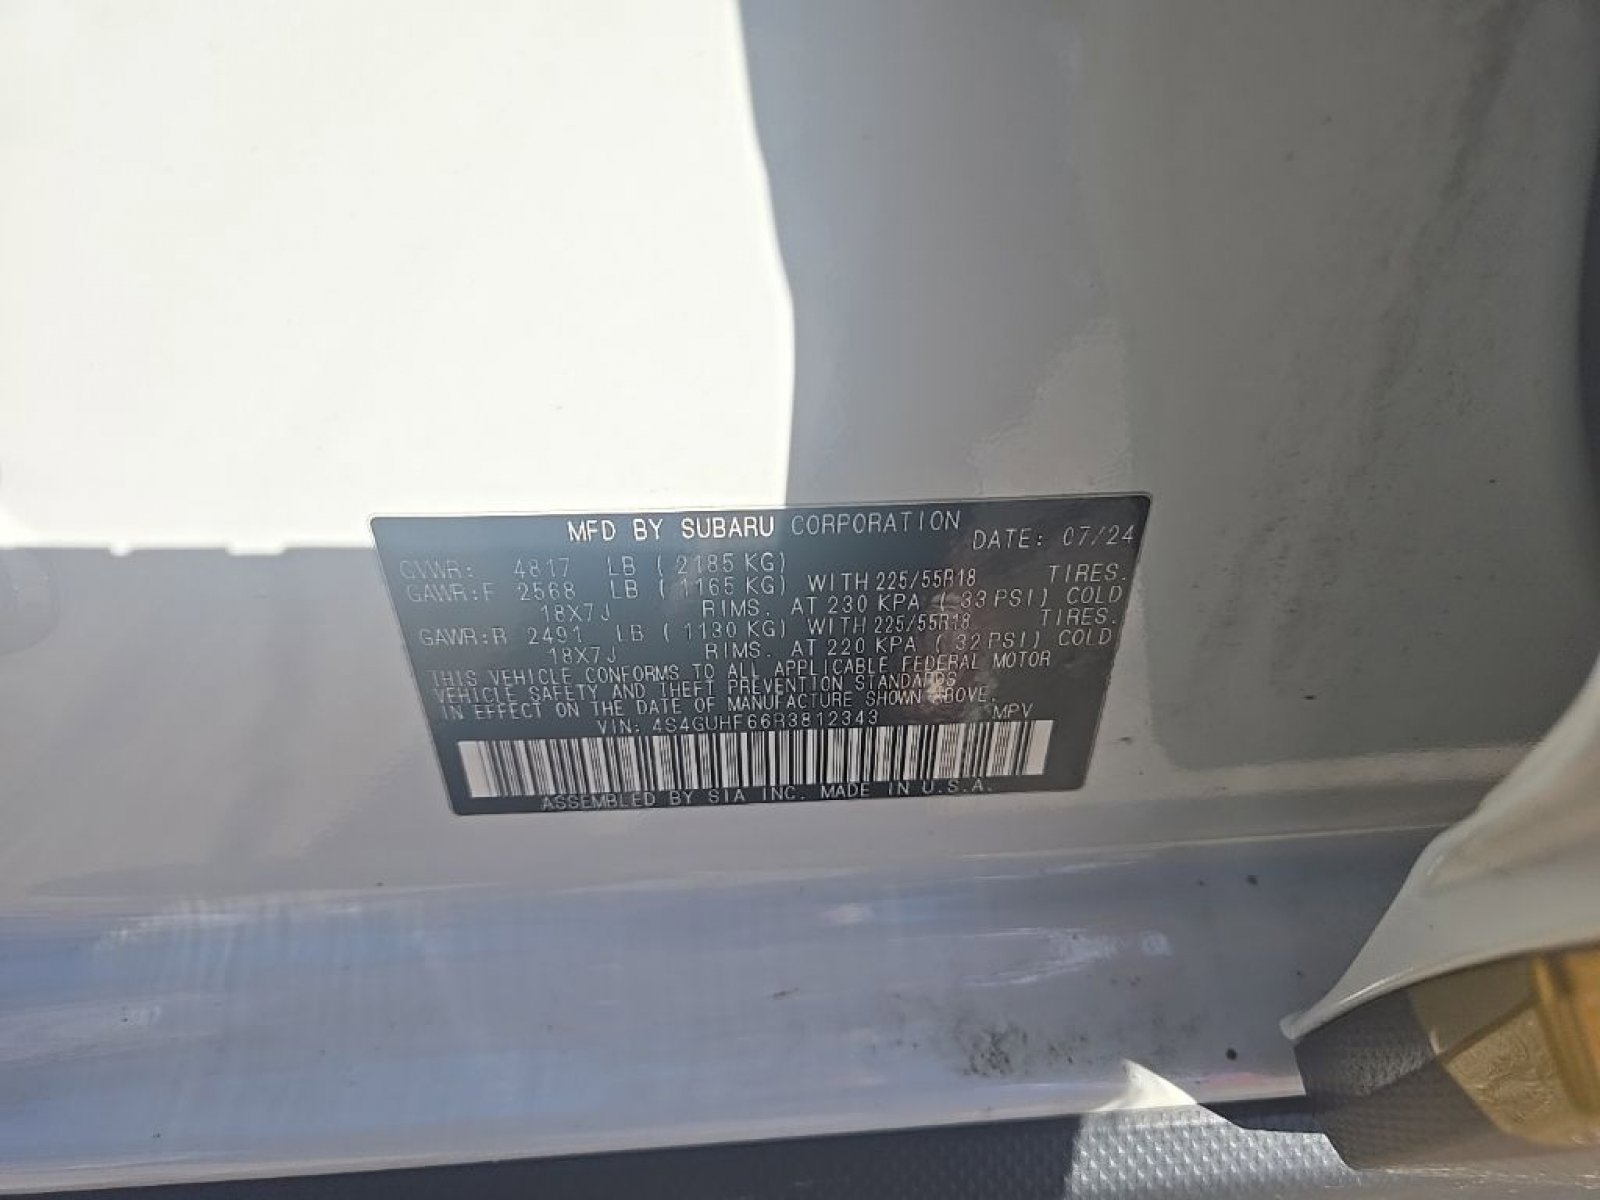 MFD BY SUBARU CORPORATION DATE: 07/24
GVWR: 4817 LB (2185 KG)
GAWR:F 2568 LB (1165 KG) WITH 225/55R18 TIRES.
18X7J RIMS. AT 230 KPA (33 PSI) COLD
GAWR:R 2491 LB (1130 KG) WITH 225/55R18 TIRES.
18X7J RIMS. AT 220 KPA (32 PSI) COLD
THIS VEHICLE CONFORMS TO ALL APPLICABLE FEDERAL MOTOR
VEHICLE SAFETY AND THEFT PREVENTION STANDARDS
IN EFFECT ON THE DATE OF MANUFACTURE SHOWN ABOVE.
VIN: 4S4GUHF66R3812343 MPV
ASSEMBLED BY SIA INC. MADE IN U.S.A.